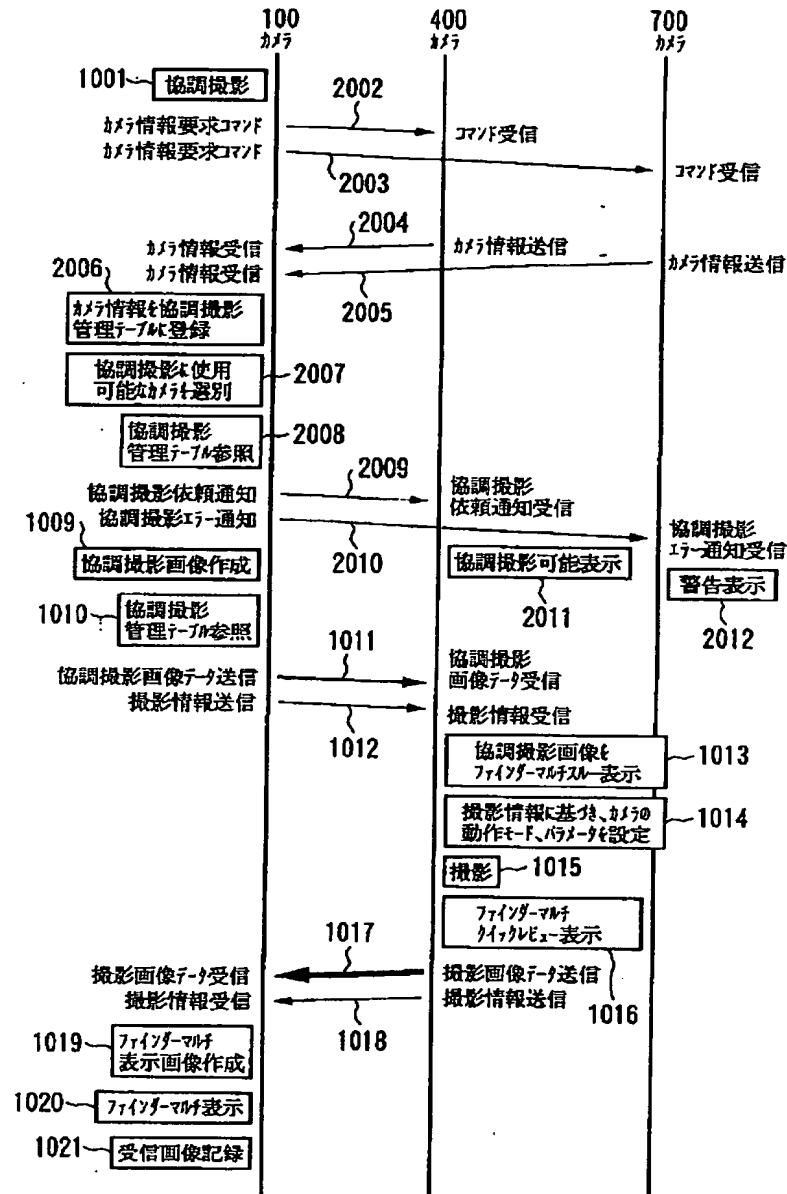 100 400 700
カメラ カメラ カメラ
1001 協調撮影
2002
カメラ情報要求コマンド コマンド受信
カメラ情報要求コマンド コマンド受信
2003
2004
カメラ情報受信 カメラ情報送信
カメラ情報受信 カメラ情報送信
2005
2006
カメラ情報を協調撮影
管理テーブルに登録
協調撮影に使用
可能なカメラを選別
2007
協調撮影
管理テーブル参照
2008
2009
協調撮影依頼通知
協調撮影
依頼通知受信
協調撮影エラー通知
協調撮影
エラー通知受信
2010
1009
協調撮影画像作成
協調撮影可能表示
2011
警告表示
2012
1010
協調撮影
管理テーブル参照
1011
協調撮影画像データ送信
協調撮影
画像データ受信
撮影情報送信 撮影情報受信
1012
協調撮影画像を
ファインダーマルチスルー表示
1013
撮影情報に基づき、カメラの
動作モード、パラメータを設定
1014
撮影 1015
ファインダーマルチ
クイックレビュー表示
1016
1017
撮影画像データ受信 撮影画像データ送信
撮影情報受信 撮影情報送信
1018
1019
ファインダーマルチ
表示画像作成
1020 ファインダーマルチ表示
1021 受信画像記録